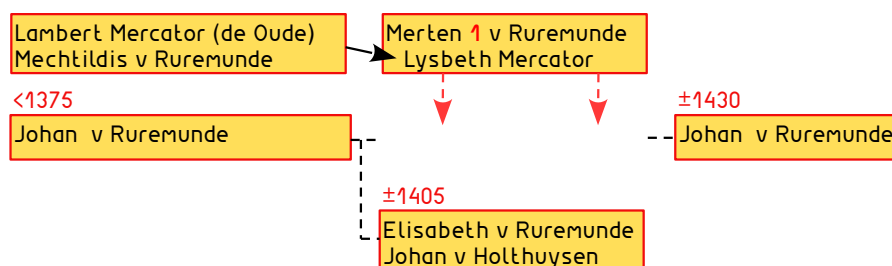 Lambert Mercator (de Oude)
Mechtildis v Ruremunde
Merten 1 v Ruremunde
Lysbeth Mercator
<1375
Johan v Ruremunde
±1430
Johan v Ruremunde
±1405
Elisabeth v Ruremunde
Johan v Holthuysen